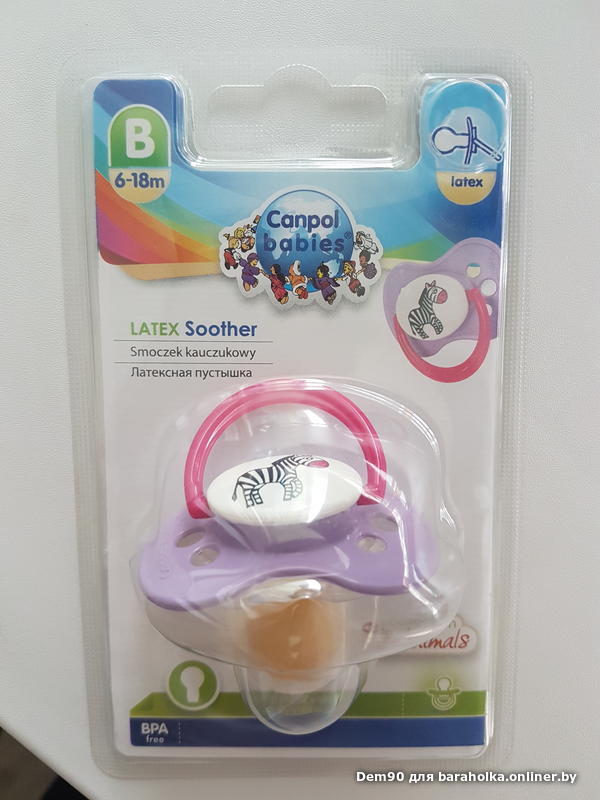 B
6-18m
latex
Canpol
babies®
LATEX Soother
Smoczek kauczukowy
Латексная пустышка
BPA
free
Dem90 для baraholka.onliner.by